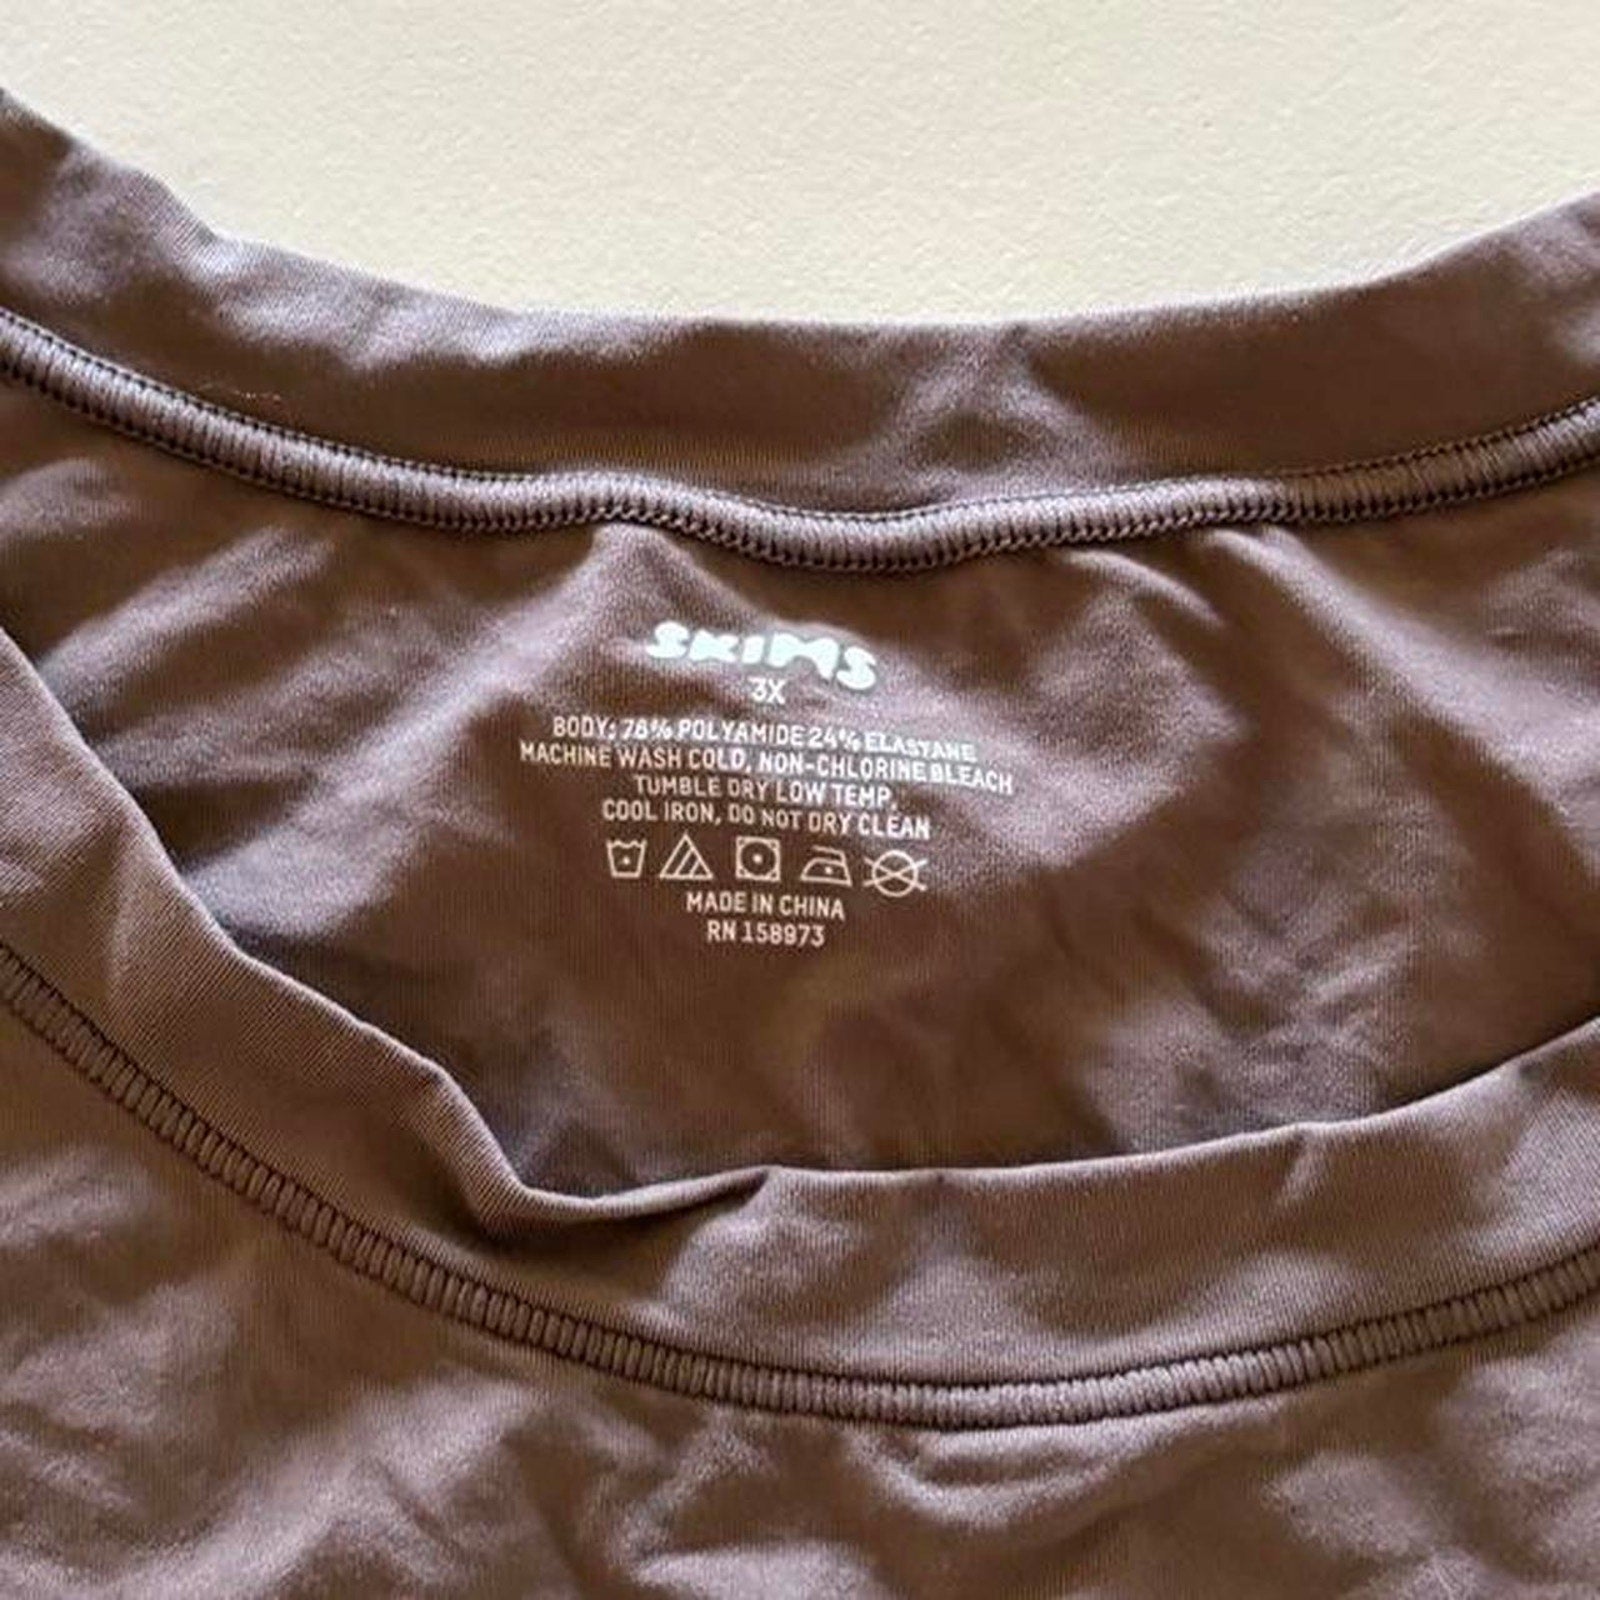 SKIMS
3X
BODY: 76% POLYAMIDE 24% ELASTANE
MACHINE WASH COLD, NON-CHLORINE BLEACH
TUMBLE DRY LOW TEMP,
COOL IRON, DO NOT DRY CLEAN
MADE IN CHINA
RN 158973